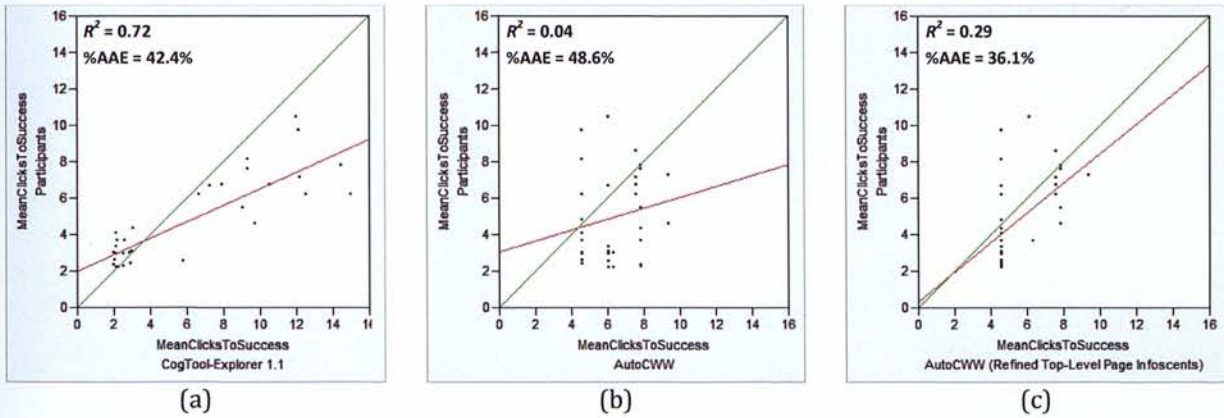 R² = 0.72
%AAE = 42.4%
16
14
12
10
8
6
4
2
0
MeanClicksToSuccess
Participants
0 2 4 6 8 10 12 14 16
MeanClicksToSuccess
CogTool-Explorer 1.1
(a)
R² = 0.04
%AAE = 48.6%
16
14
12
10
8
6
4
2
0
MeanClicksToSuccess
Participants
0 2 4 6 8 10 12 14 16
MeanClicksToSuccess
AutoCWW
(b)
R² = 0.29
%AAE = 36.1%
16
14
12
10
8
6
4
2
0
MeanClicksToSuccess
Participants
0 2 4 6 8 10 12 14 16
MeanClicksToSuccess
AutoCWW (Refined Top-Level Page Infoscents)
(c)